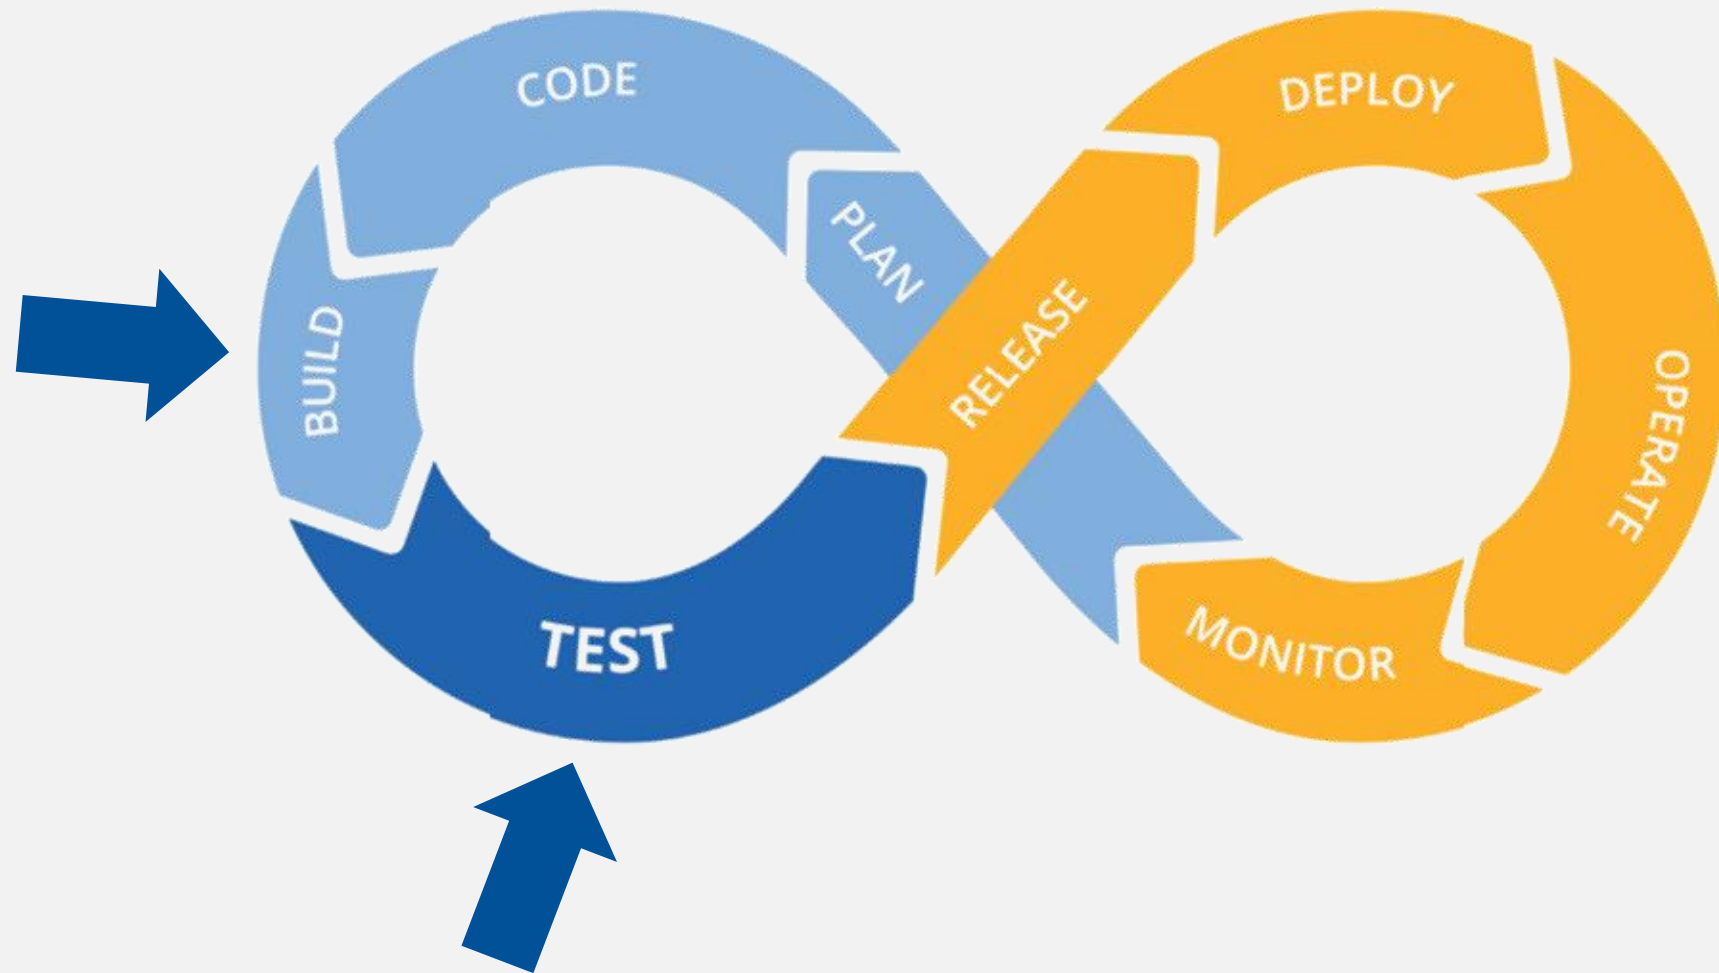 CODE
DEPLOY
PLAN
BUILD
RELEASE
OPERATE
TEST
MONITOR